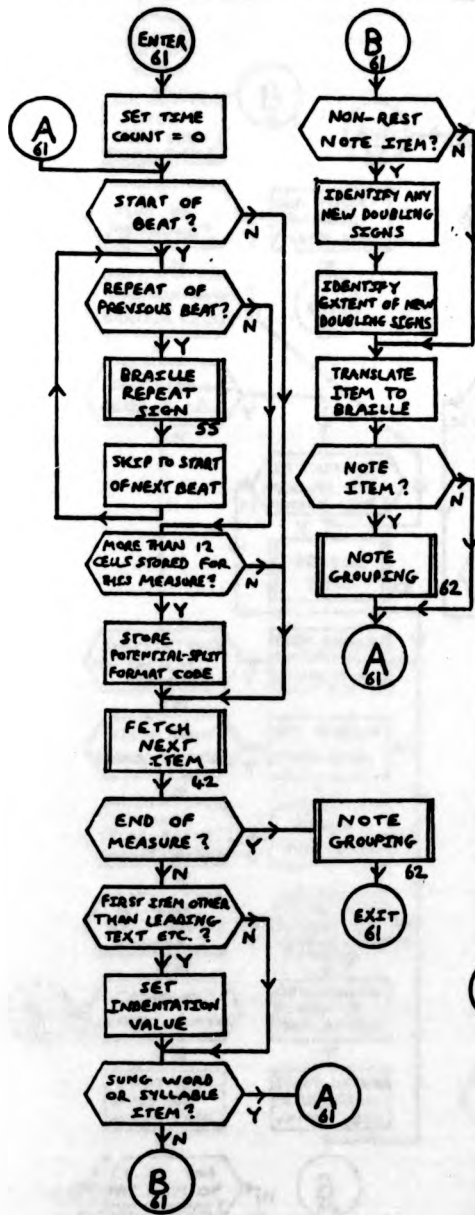 ENTER
61
A
61
SET TIME
COUNT = 0
START OF
BEAT?
N
Y
REPEAT OF
PREVIOUS BEAT?
N
Y
BRAILLE
REPEAT
SIGN
55
SKIP TO START
OF NEXT BEAT
MORE THAN 12
CELLS STORED FOR
THIS MEASURE?
N
Y
STORE
POTENTIAL-SPLIT
FORMAT CODE
FETCH
NEXT
ITEM
42
END OF
MEASURE?
Y
N
NOTE
GROUPING
62
EXIT
61
FIRST ITEM OTHER
THAN LEADING
TEXT ETC.?
N
Y
SET
INDENTATION
VALUE
SUNG WORD
OR SYLLABLE
ITEM?
Y
A
61
N
B
61
B
61
NON-REST
NOTE ITEM?
N
Y
IDENTIFY ANY
NEW DOUBLING
SIGNS
IDENTIFY
EXTENT OF NEW
DOUBLING SIGNS
TRANSLATE
ITEM TO
BRAILLE
NOTE
ITEM?
N
Y
NOTE
GROUPING
62
A
61